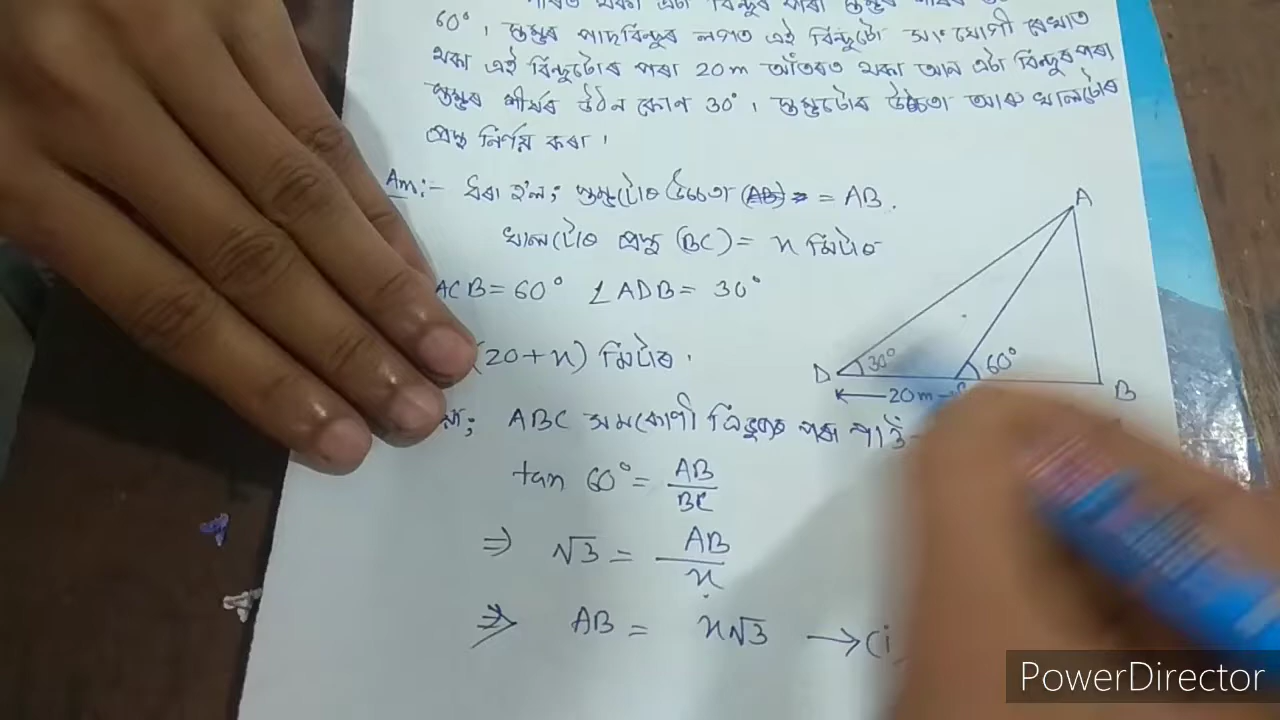 60°। স্তম্ভৰ পাদবিন্দুৰ লগত এই বিন্দুটো সংযোগী ৰেখাত
থকা এই বিন্দুটোৰ পৰা 20m আঁতৰত থকা আন এটা বিন্দুৰ পৰা
স্তম্ভৰ শীৰ্ষৰ উঠন কোণ 30°। স্তম্ভটোৰ উচ্চতা আৰু খালটোৰ
প্ৰস্থ নিৰ্ণয় কৰা।
Ans:- ধৰা হ'ল; স্তম্ভটোৰ উচ্চতা = AB.
খালটোৰ প্ৰস্থ (BC) = x মিটাৰ
ACB = 60° ∠ADB = 30°
(20+x) মিটাৰ.
ABC সমকোণী ত্ৰিভুজৰ পৰা পাওঁ-
tan 60° = AB/BC
⇒ √3 = AB/x
⇒ AB = x√3 → (i
A
D 30° 60° B
20m
PowerDirector